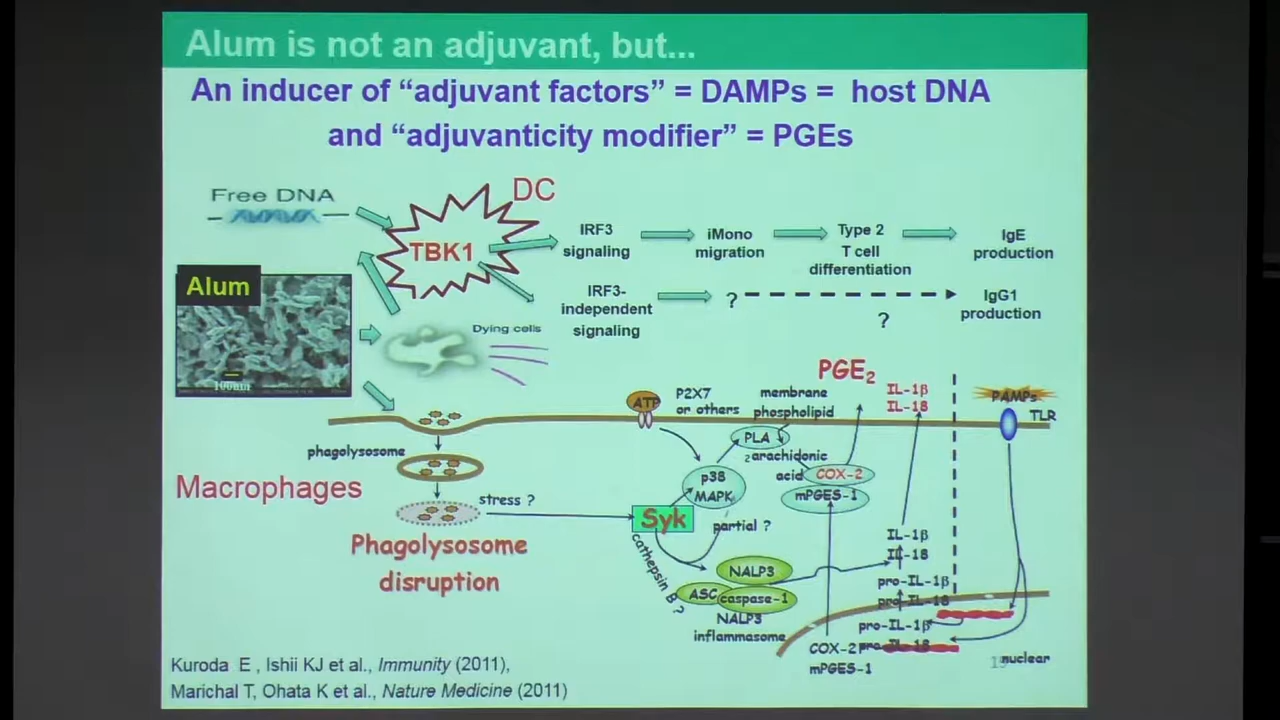 Alum is not an adjuvant, but...
An inducer of “adjuvant factors” = DAMPs = host DNA
and “adjuvanticity modifier” = PGEs
Free DNA
DC
TBK1
IRF3
signaling
iMono
migration
Type 2
T cell
differentiation
IgE
production
Alum
100nm
Dying cells
IRF3-
independent
signaling
?
?
IgG1
production
PGE2
IL-1β
IL-18
PAMPs
TLR
ATP
P2X7
or others
membrane
phospholipid
PLA2
arachidonic
acid
COX-2
mPGES-1
phagolysosome
p38
MAPK
Macrophages
stress ?
Syk
partial ?
Phagolysosome
disruption
cathepsin B ?
NALP3
ASC
caspase-1
NALP3
inflammasome
IL-1β
IL-18
pro-IL-1β
pro-IL-18
pro-IL-1β
pro-IL-18
COX-2
mPGES-1
nuclear
Kuroda E , Ishii KJ et al., Immunity (2011),
Marichal T, Ohata K et al., Nature Medicine (2011)